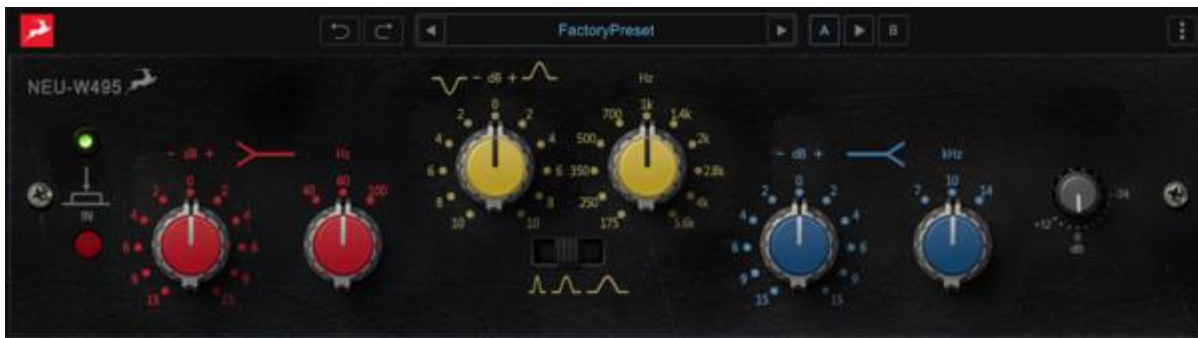 FactoryPreset
A B
NEU-W495
- dB +
Hz
0
2 2
4 4
6 6
8 8
10 10
1k
700 1.4k
500 2k
350 2.8k
250 4k
175 5.6k
IN
- dB +
Hz
0
2 2
4 4
6 6
9 9
15 15
60
40 100
- dB +
kHz
0
2 2
4 4
6 6
9 9
15 15
10
7 14
+12
-24
0
dB